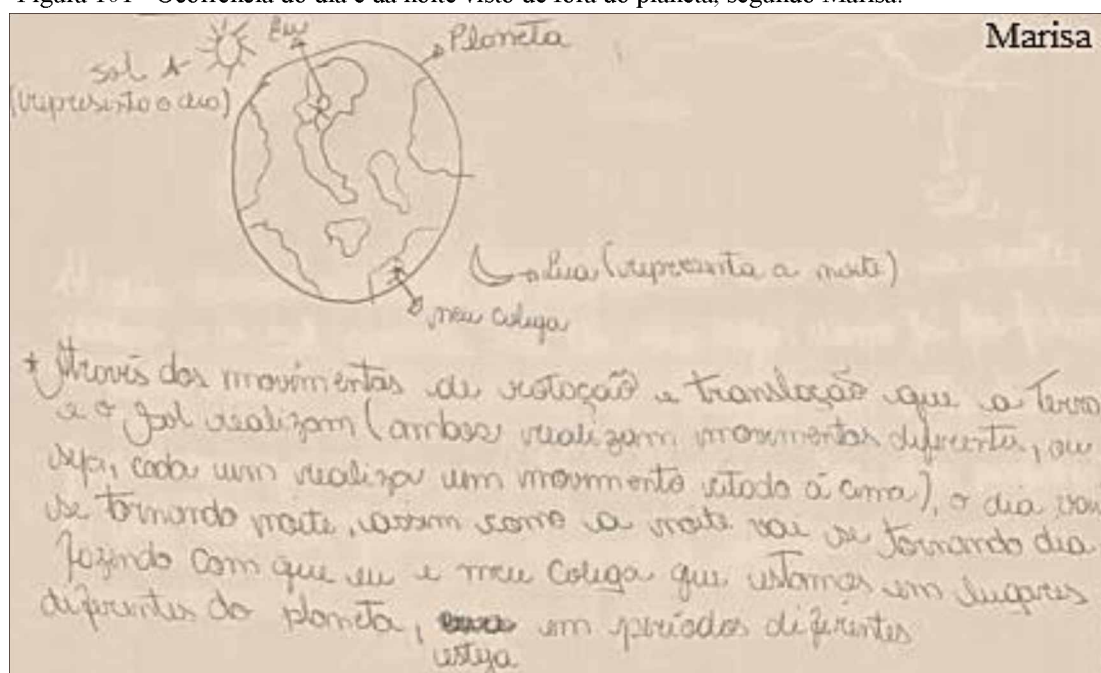 Figura 101 - Ocorrência do dia e da noite visto de fora do planeta, segundo Marisa.
Marisa
Eu
Planeta
Sol
(representa o dia)
Lua (representa a noite)
meu colega
* Através dos movimentos de rotação e translação que a Terra
e o Sol realizam (ambos realizam movimentos diferentes, ou
seja, cada um realiza um movimento citado á cima), o dia vai
se tornando noite, assim como a noite vai se tornando dia
fazendo com que eu e meu colega que estamos em lugares
diferentes do planeta, em períodos diferentes
esteja